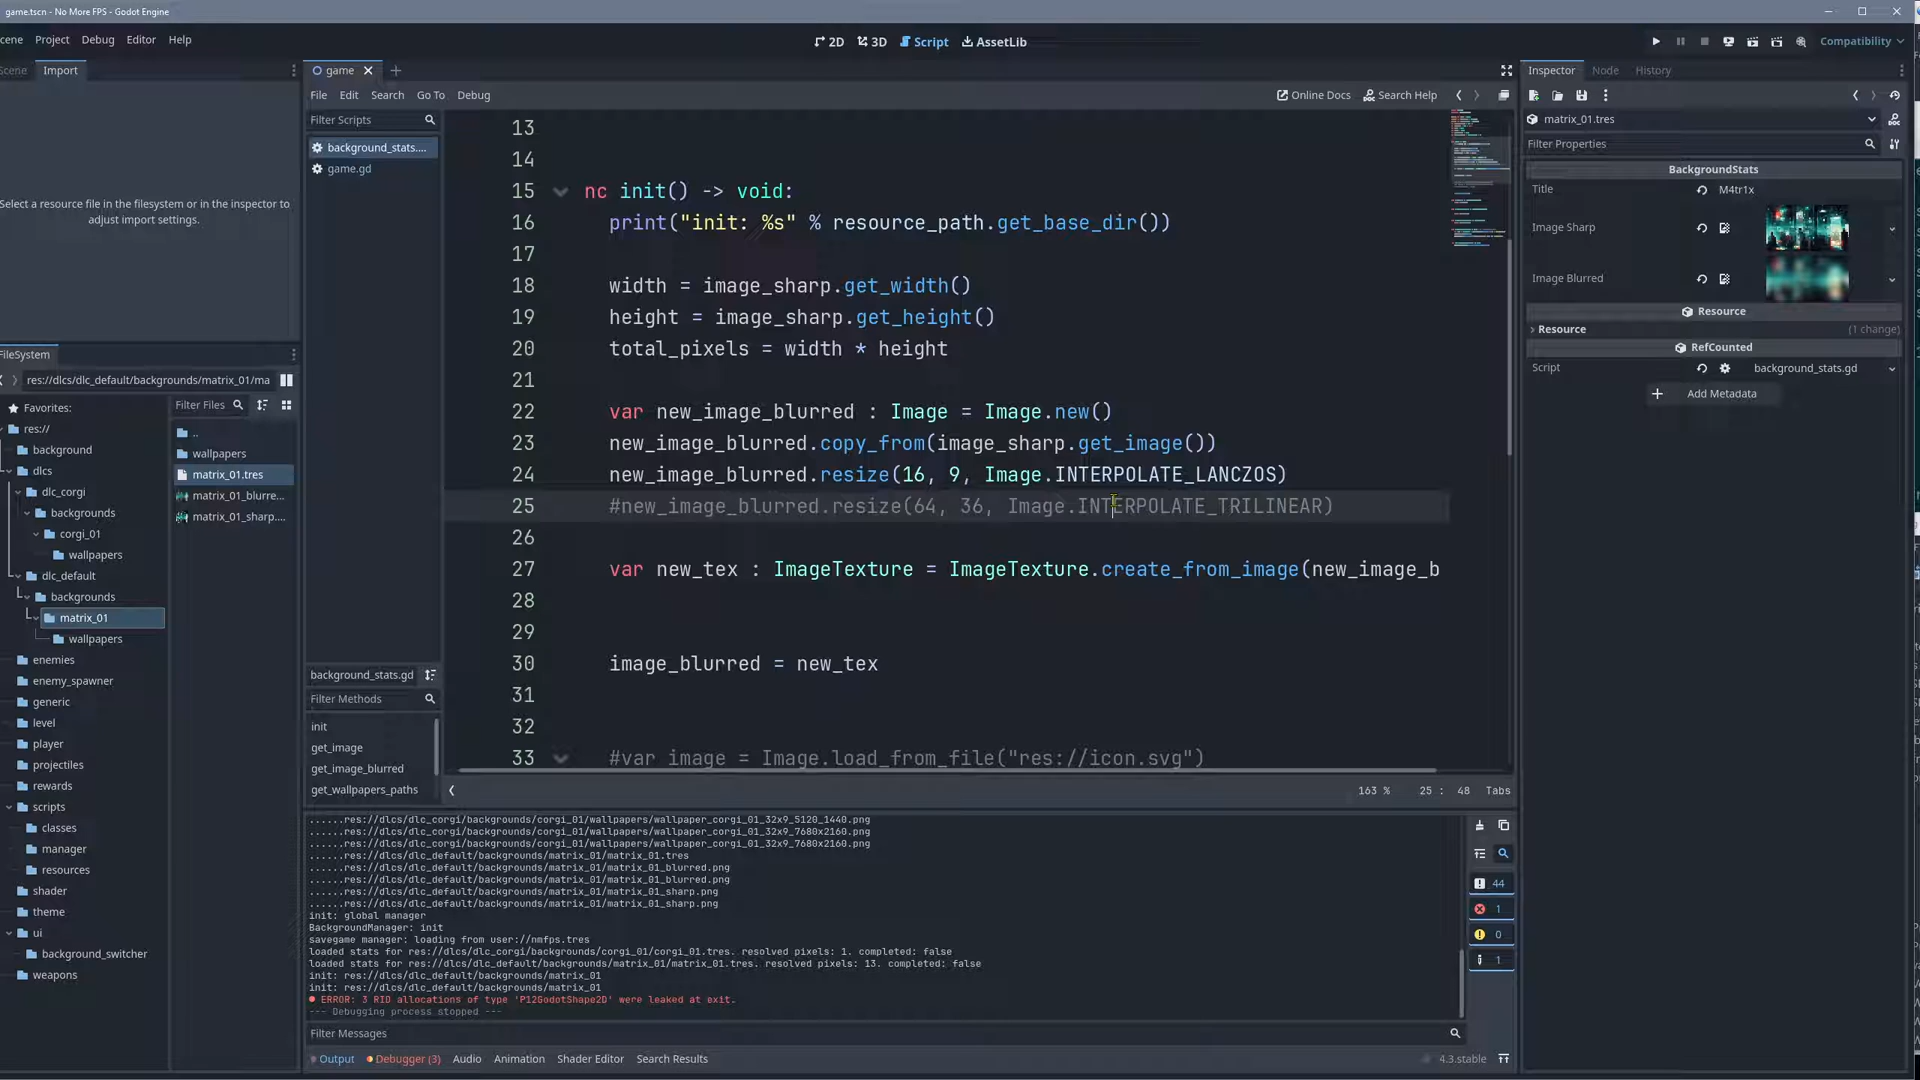 game.tscn - No More FPS - Godot Engine
cene Project Debug Editor Help
2D 3D Script AssetLib
Compatibility
Scene Import
Select a resource file in the filesystem or in the inspector to
adjust import settings.
FileSystem
res://dlcs/dlc_default/backgrounds/matrix_01/ma
Favorites:
res://
background
dlcs
dlc_corgi
backgrounds
corgi_01
wallpapers
dlc_default
backgrounds
matrix_01
wallpapers
enemies
enemy_spawner
generic
level
player
projectiles
rewards
scripts
classes
manager
resources
shader
theme
ui
background_switcher
weapons
Filter Files
..
wallpapers
matrix_01.tres
matrix_01_blurre...
matrix_01_sharp....
game
File Edit Search Go To Debug
Online Docs Search Help
Filter Scripts
background_stats....
game.gd
background_stats.gd
Filter Methods
init
get_image
get_image_blurred
get_wallpapers_paths
13
14
15 nc init() -> void:
16 print("init: %s" % resource_path.get_base_dir())
17
18 width = image_sharp.get_width()
19 height = image_sharp.get_height()
20 total_pixels = width * height
21
22 var new_image_blurred : Image = Image.new()
23 new_image_blurred.copy_from(image_sharp.get_image())
24 new_image_blurred.resize(16, 9, Image.INTERPOLATE_LANCZOS)
25 #new_image_blurred.resize(64, 36, Image.INTERPOLATE_TRILINEAR)
26
27 var new_tex : ImageTexture = ImageTexture.create_from_image(new_image_b
28
29
30 image_blurred = new_tex
31
32
33 #var image = Image.load_from_file("res://icon.svg")
163 % 25 : 48 Tabs
......res://dlcs/dlc_corgi/backgrounds/corgi_01/wallpapers/wallpaper_corgi_01_32x9_5120_1440.png
......res://dlcs/dlc_corgi/backgrounds/corgi_01/wallpapers/wallpaper_corgi_01_32x9_7680x2160.png
......res://dlcs/dlc_corgi/backgrounds/corgi_01/wallpapers/wallpaper_corgi_01_32x9_7680x2160.png
......res://dlcs/dlc_default/backgrounds/matrix_01/matrix_01.tres
......res://dlcs/dlc_default/backgrounds/matrix_01/matrix_01_blurred.png
......res://dlcs/dlc_default/backgrounds/matrix_01/matrix_01_blurred.png
......res://dlcs/dlc_default/backgrounds/matrix_01/matrix_01_sharp.png
......res://dlcs/dlc_default/backgrounds/matrix_01/matrix_01_sharp.png
init: global manager
BackgroundManager: init
savegame manager: loading from user://nmfps.tres
loaded stats for res://dlcs/dlc_corgi/backgrounds/corgi_01/corgi_01.tres. resolved pixels: 1. completed: false
loaded stats for res://dlcs/dlc_default/backgrounds/matrix_01/matrix_01.tres. resolved pixels: 13. completed: false
init: res://dlcs/dlc_default/backgrounds/matrix_01
init: res://dlcs/dlc_default/backgrounds/matrix_01
ERROR: 3 RID allocations of type 'P12GodotShape2D' were leaked at exit.
--- Debugging process stopped ---
44
1
0
1
Filter Messages
Output Debugger (3) Audio Animation Shader Editor Search Results
4.3.stable
Inspector Node History
matrix_01.tres
Filter Properties
BackgroundStats
Title M4tr1x
Image Sharp
Image Blurred
Resource
Resource (1 change)
RefCounted
Script background_stats.gd
Add Metadata